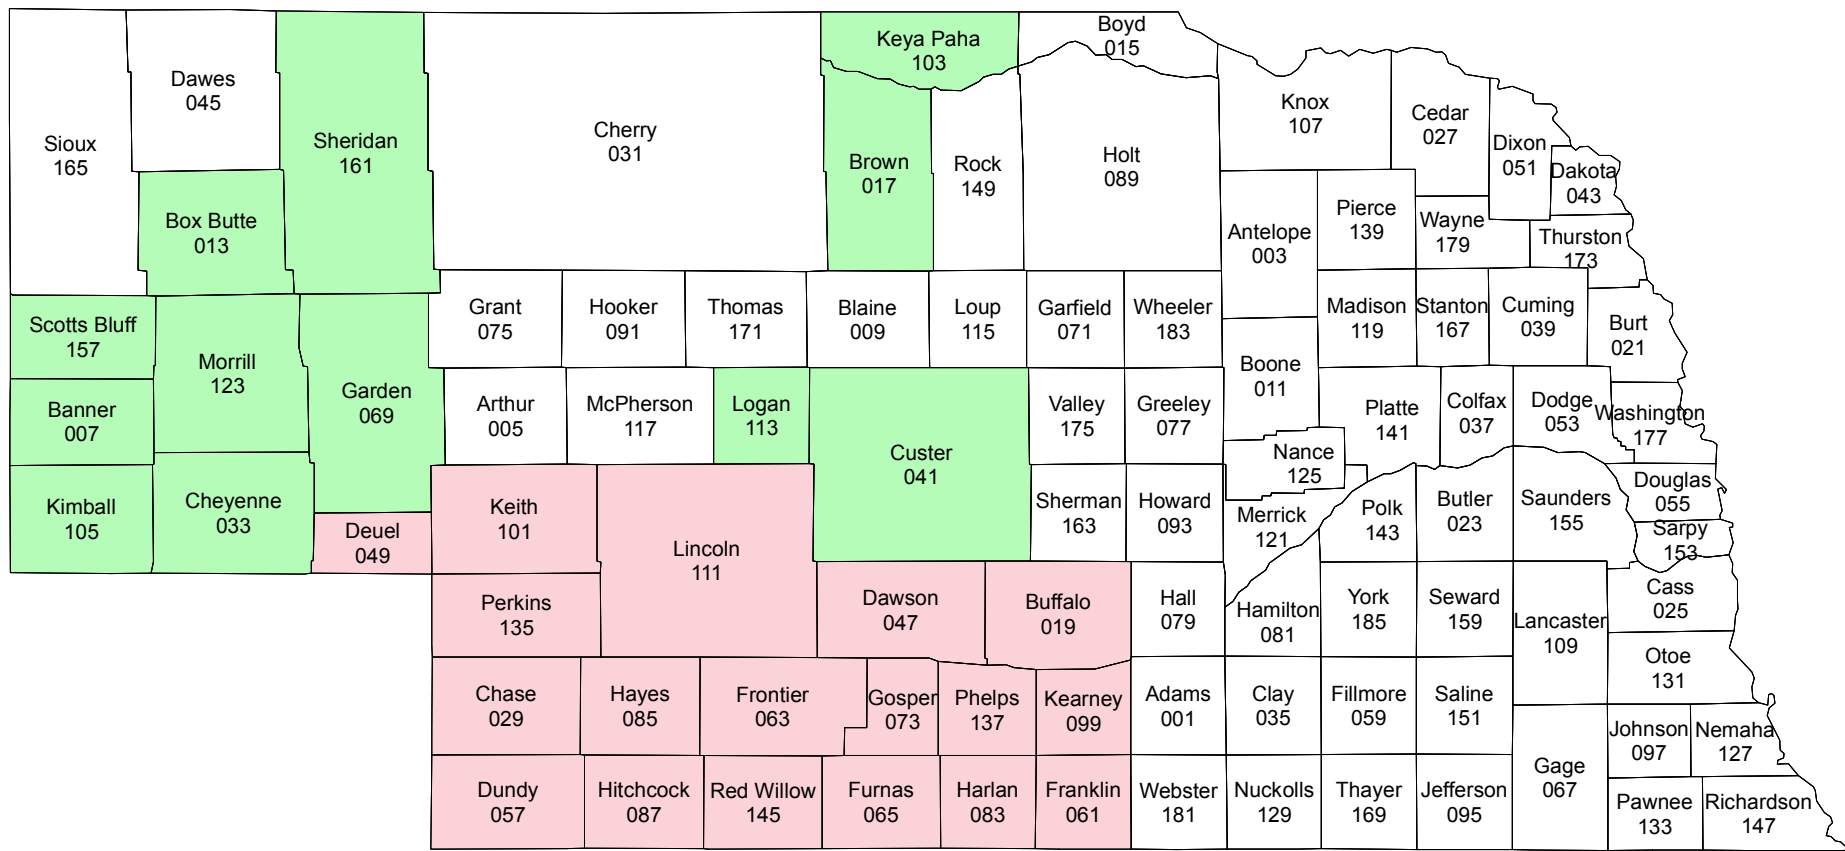 Boyd
015
Keya Paha
103
Dawes
045
Sioux
165
Sheridan
161
Cherry
031
Brown
017
Rock
149
Holt
089
Knox
107
Cedar
027
Dixon
051
Dakota
043
Box Butte
013
Antelope
003
Pierce
139
Wayne
179
Thurston
173
Scotts Bluff
157
Morrill
123
Grant
075
Hooker
091
Thomas
171
Blaine
009
Loup
115
Garfield
071
Wheeler
183
Madison
119
Stanton
167
Cuming
039
Burt
021
Banner
007
Garden
069
Arthur
005
McPherson
117
Logan
113
Custer
041
Valley
175
Greeley
077
Boone
011
Platte
141
Colfax
037
Dodge
053
Washington
177
Nance
125
Kimball
105
Cheyenne
033
Deuel
049
Keith
101
Lincoln
111
Sherman
163
Howard
093
Merrick
121
Polk
143
Butler
023
Saunders
155
Douglas
055
Sarpy
153
Perkins
135
Dawson
047
Buffalo
019
Hall
079
Hamilton
081
York
185
Seward
159
Lancaster
109
Cass
025
Otoe
131
Chase
029
Hayes
085
Frontier
063
Gosper
073
Phelps
137
Kearney
099
Adams
001
Clay
035
Fillmore
059
Saline
151
Johnson
097
Nemaha
127
Dundy
057
Hitchcock
087
Red Willow
145
Furnas
065
Harlan
083
Franklin
061
Webster
181
Nuckolls
129
Thayer
169
Jefferson
095
Gage
067
Pawnee
133
Richardson
147